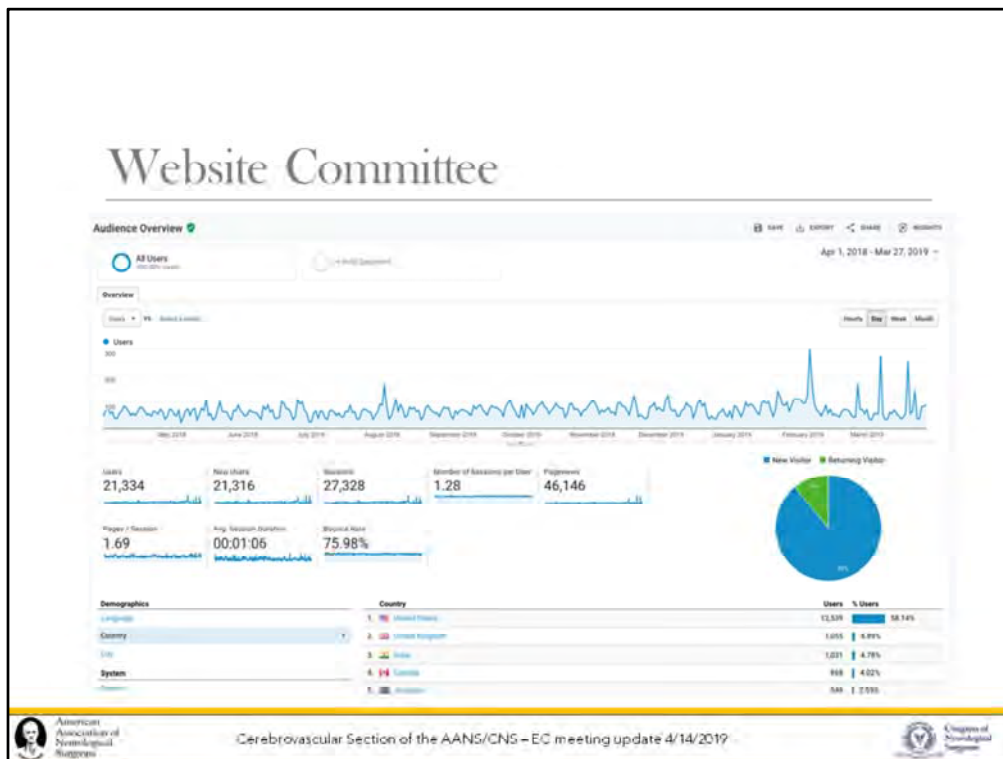 Website Committee
Audience Overview
SAVE EXPORT SHARE INSIGHTS
All Users
Apr 1, 2018 - Mar 27, 2019
Overview
Users VS
Hourly Day Week Month
Users
300
May 2018 June 2018 July 2018 August 2018 September 2018 October 2018 November 2018 December 2018 January 2019 February 2019 March 2019
New Visitor Returning Visitor
Users New Users Sessions Number of Sessions per User Pageviews
21,334 21,316 27,328 1.28 46,146
Pages / Session Avg. Session Duration Bounce Rate
1.69 00:01:06 75.98%
Demographics Country Users % Users
Language 1. United States 58.14%
Country 2. United Kingdom 1,055 4.89%
City 3. India 1,031 4.78%
System 4. Canada 4.02%
5.
American Association of Neurological Surgeons
Cerebrovascular Section of the AANS/CNS – EC meeting update 4/14/2019
Congress of Neurological Surgeons